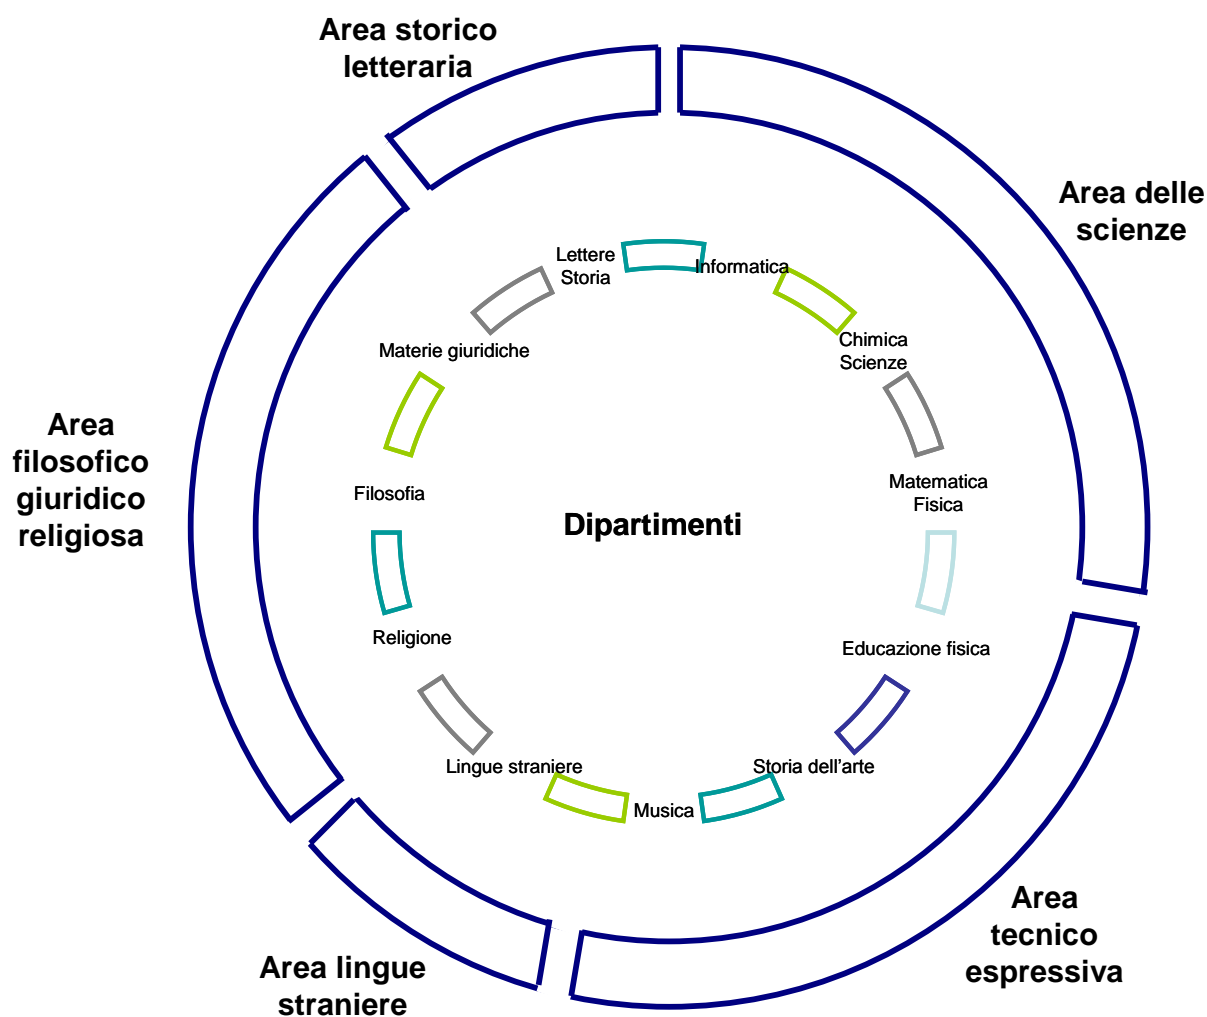 Area storico
letteraria
Area delle
scienze
Lettere
Storia
Informatica
Materie giuridiche
Chimica
Scienze
Area
filosofico
giuridico
religiosa
Filosofia
Matematica
Fisica
Dipartimenti
Religione
Educazione fisica
Lingue straniere
Storia dell’arte
Musica
Area
tecnico
espressiva
Area lingue
straniere